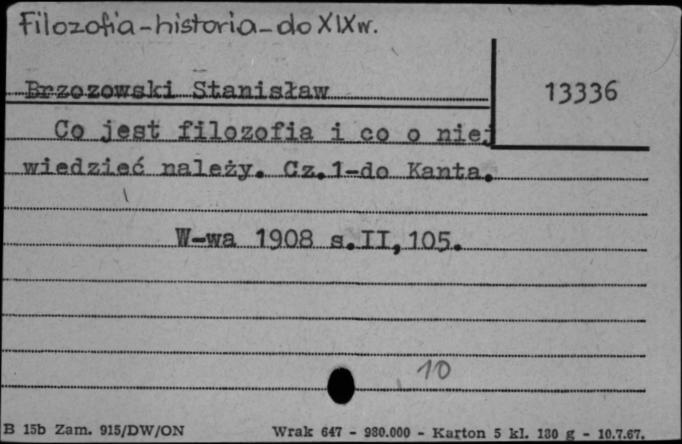 Filozofia-historia-do XIXw.
Brzozowski Stanisław
13336
Co jest filozofia i co o niej
wiedzieć należy. Cz.1-do Kanta.
W-wa 1908 s.II,105.
10
B 15b Zam. 915/DW/ON Wrak 647 - 980.000 - Karton 5 kl. 180 g - 10.7.67.